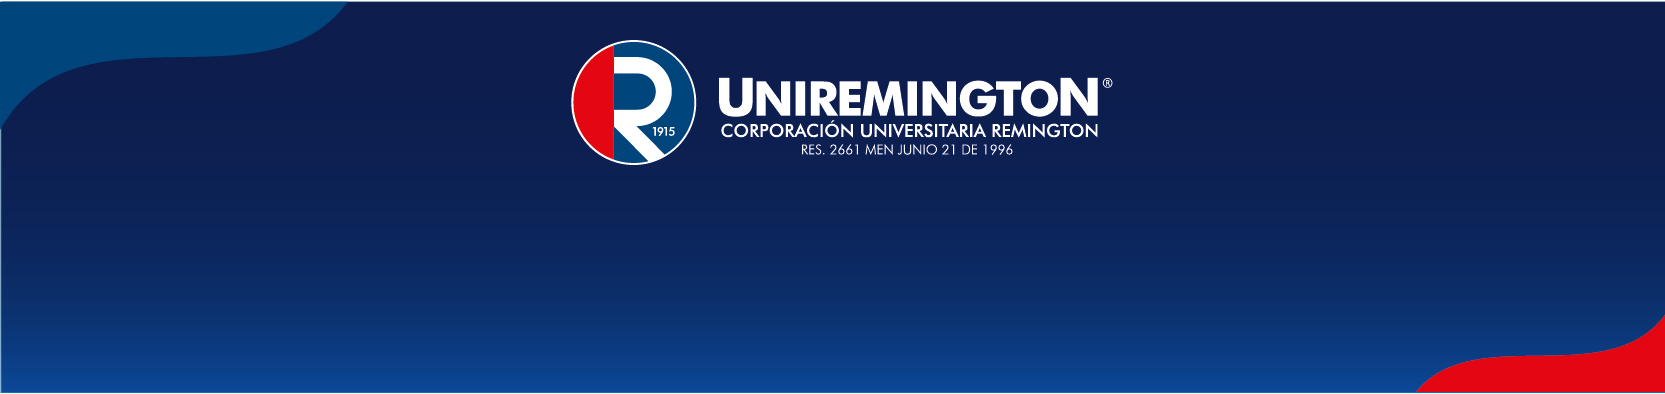 R
1915
UNIREMINGTON®
CORPORACIÓN UNIVERSITARIA REMINGTON
RES. 2661 MEN JUNIO 21 DE 1996